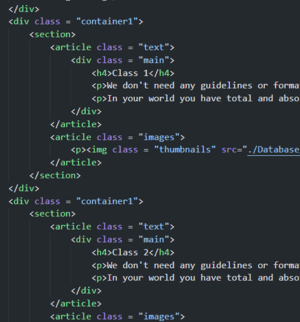 </div>
<div class = "container1">
<section>
<article class = "text">
<div class = "main">
<h4>Class 1</h4>
<p>We don't need any guidelines or forma
<p>In your world you have total and abso
</div>
</article>
<article class = "images">
<p><img class = "thumbnails" src="./Database
</article>
</section>
</div>
<div class = "container1">
<section>
<article class = "text">
<div class = "main">
<h4>Class 2</h4>
<p>We don't need any guidelines or forma
<p>In your world you have total and abso
</div>
</article>
<article class = "images">